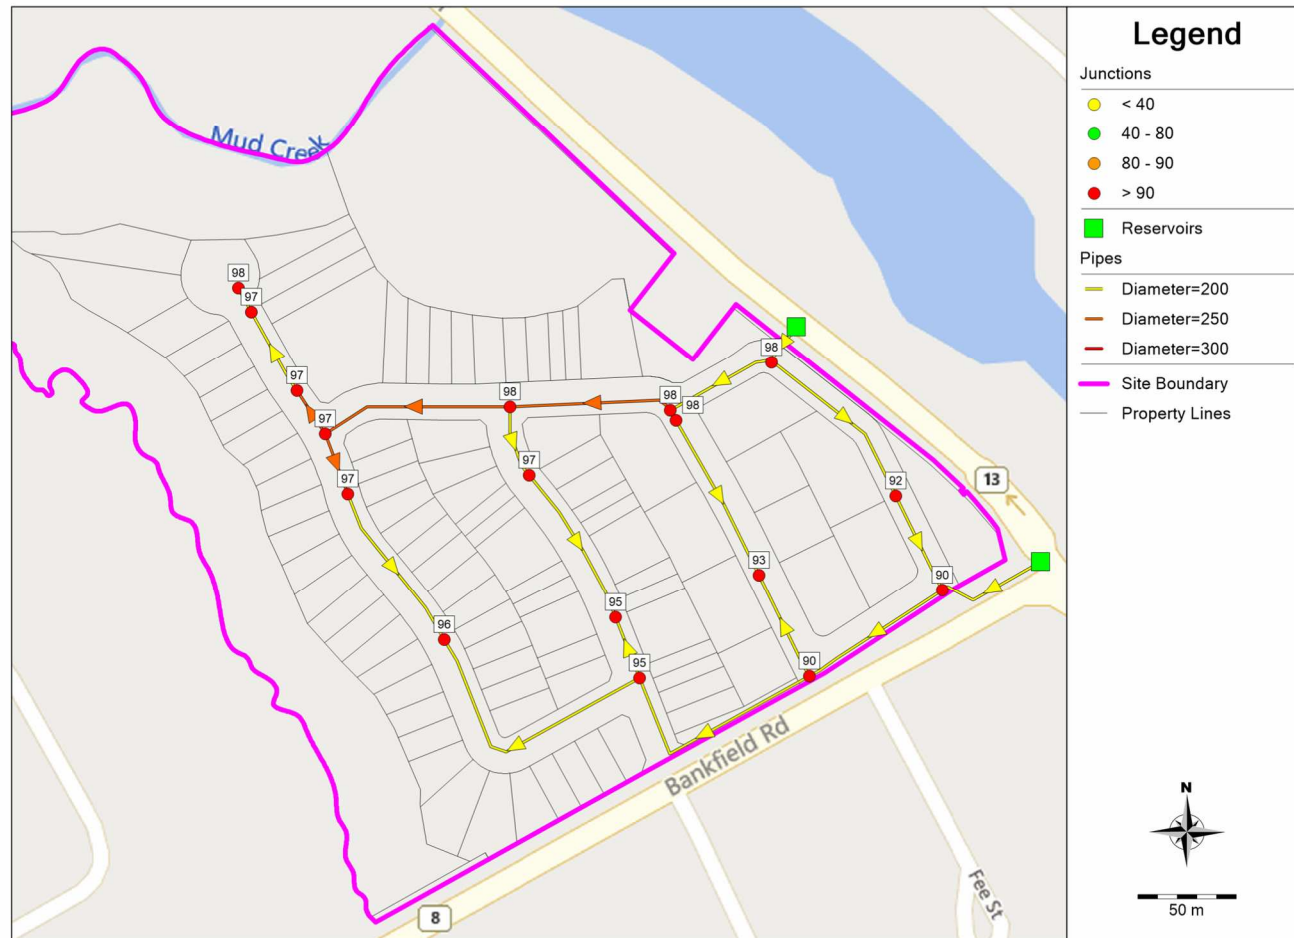 Legend
Junctions
< 40
40 - 80
80 - 90
> 90
Reservoirs
Pipes
Diameter=200
Diameter=250
Diameter=300
Site Boundary
Property Lines
Mud Creek
98
97
97
97
97
96
98
97
95
95
98
98
93
90
98
92
90
13
Bankfield Rd
8
Fee St
N
50 m